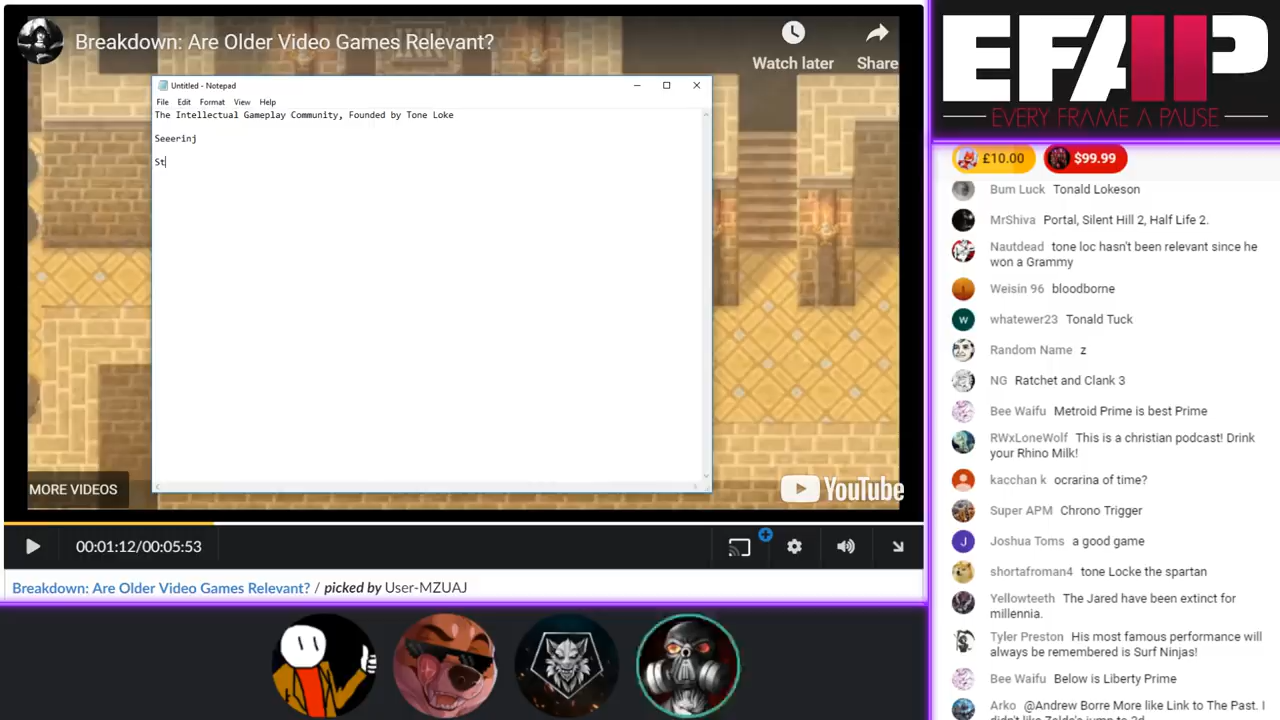 Breakdown: Are Older Video Games Relevant?
Watch later
Share
INN
Untitled - Notepad
File Edit Format View Help
The Intellectual Gameplay Community, Founded by Tone Loke
Seeerinj
St
MORE VIDEOS
YouTube
00:01:12/00:05:53
Breakdown: Are Older Video Games Relevant? / picked by User-MZUAJ
EFAP
EVERY FRAME A PAUSE
£10.00
$99.99
Bum Luck Tonald Lokeson
MrShiva Portal, Silent Hill 2, Half Life 2.
Nautdead tone loc hasn't been relevant since he
won a Grammy
Weisin 96 bloodborne
W
whatewer23 Tonald Tuck
Random Name z
NG Ratchet and Clank 3
Bee Waifu Metroid Prime is best Prime
RWxLoneWolf This is a christian podcast! Drink
your Rhino Milk!
kacchan k ocrarina of time?
Super APM Chrono Trigger
J
Joshua Toms a good game
shortafroman4 tone Locke the spartan
Yellowteeth The Jared have been extinct for
millennia.
Tyler Preston His most famous performance will
always be remembered is Surf Ninjas!
Bee Waifu Below is Liberty Prime
Arko @Andrew Borre More like Link to The Past. I
didn't like Zelda's jump to 3d